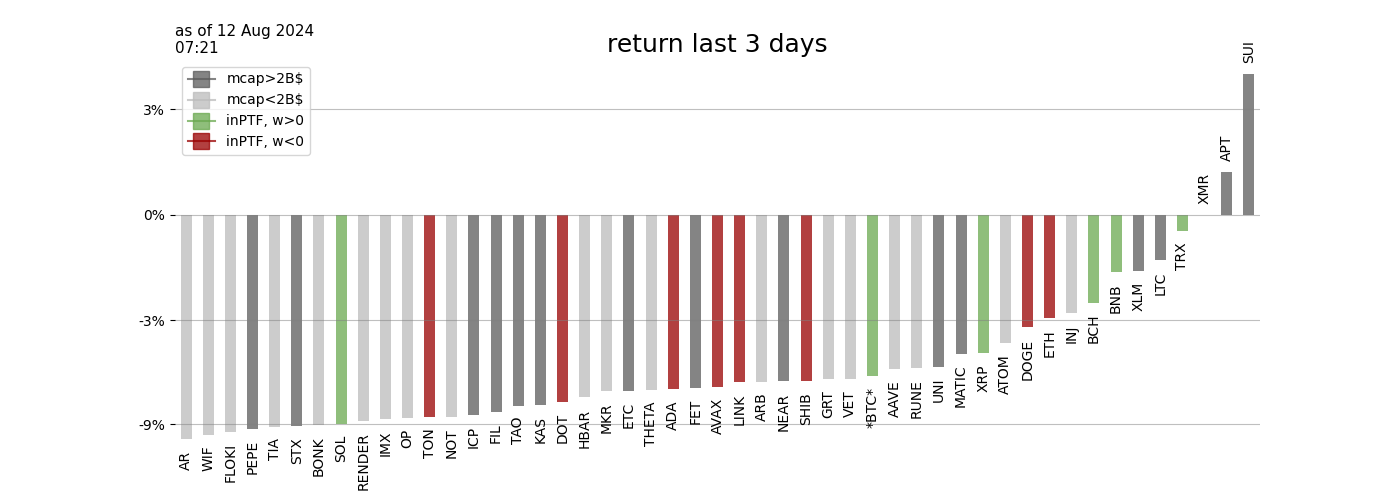 as of 12 Aug 2024
07:21
return last 3 days
mcap>2B$
mcap<2B$
inPTF, w>0
inPTF, w<0
3%
0%
-3%
-9%
AR
WIF
FLOKI
PEPE
TIA
STX
BONK
SOL
RENDER
IMX
OP
TON
NOT
ICP
FIL
TAO
KAS
DOT
HBAR
MKR
ETC
THETA
ADA
FET
AVAX
LINK
ARB
NEAR
SHIB
GRT
VET
*BTC*
AAVE
RUNE
UNI
MATIC
XRP
ATOM
DOGE
ETH
INJ
BCH
BNB
XLM
LTC
TRX
XMR
APT
SUI